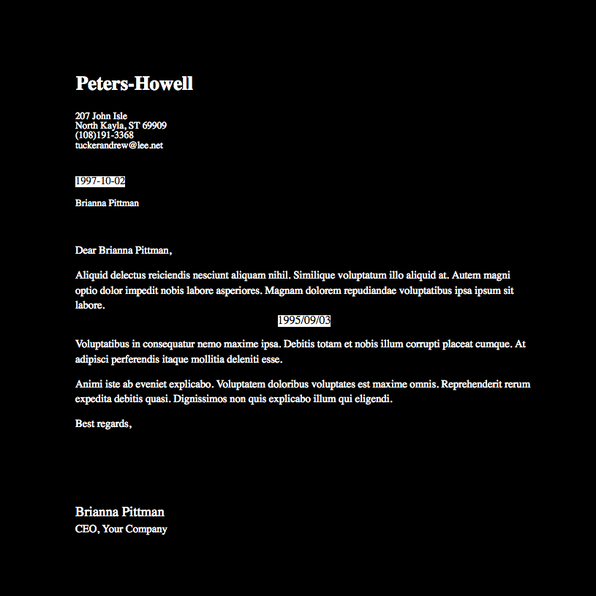 Peters-Howell
207 John Isle
North Kayla, ST 69909
(108)191-3368
tuckerandrew@lee.net
1997-10-02
Brianna Pittman
Dear Brianna Pittman,
Aliquid delectus reiciendis nesciunt aliquam nihil. Similique voluptatum illo aliquid at. Autem magni
optio dolor impedit nobis labore asperiores. Magnam dolorem repudiandae voluptatibus ipsa ipsum sit
labore.
1995/09/03
Voluptatibus in consequatur nemo maxime ipsa. Debitis totam et nobis illum corrupti placeat cumque. At
adipisci perferendis itaque mollitia deleniti esse.
Animi iste ab eveniet explicabo. Voluptatem doloribus voluptates est maxime omnis. Reprehenderit rerum
expedita debitis quasi. Dignissimos non quis explicabo illum qui eligendi.
Best regards,
Brianna Pittman
CEO, Your Company